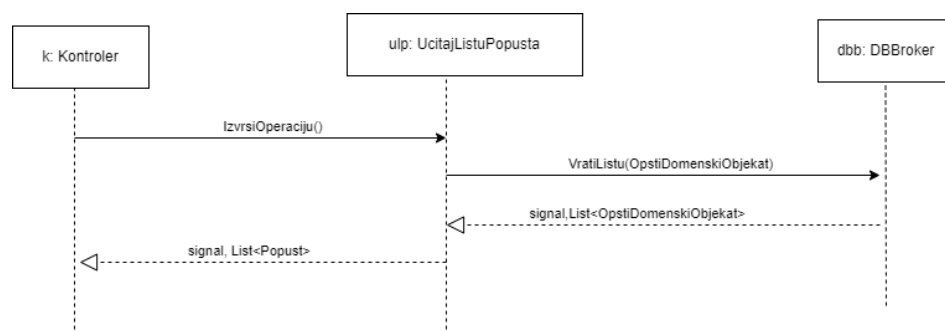 k: Kontroler
ulp: UcitajListuPopusta
dbb: DBBroker
IzvrsiOperaciju()
VratiListu(OpstiDomenskiObjekat)
signal,List<OpstiDomenskiObjekat>
signal, List<Popust>